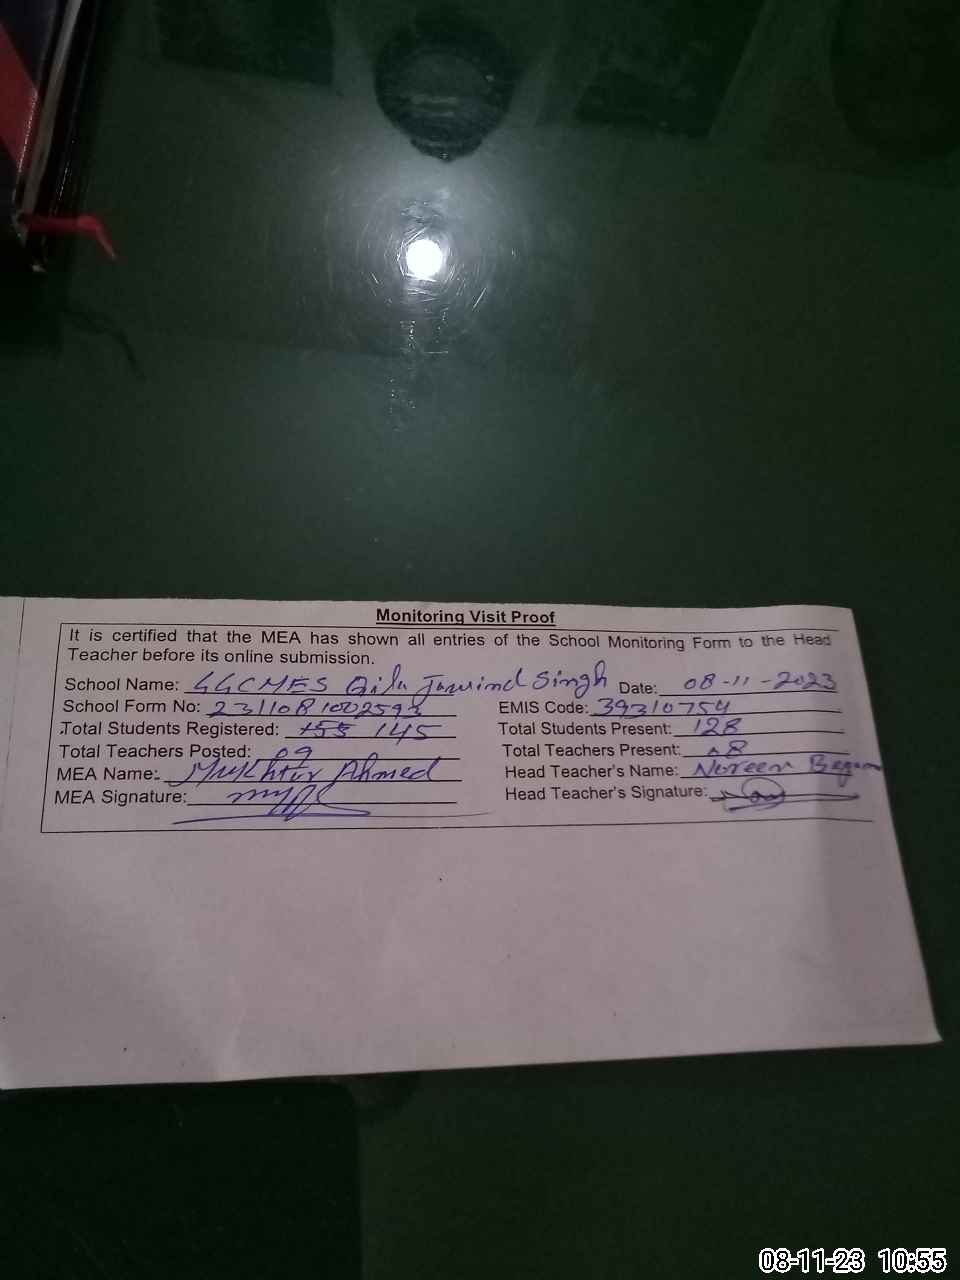 Monitoring Visit Proof
It is certified that the MEA has shown all entries of the School Monitoring Form to the Head
Teacher before its online submission.
School Name: GGCMES Qila Jaswind Singh Date: 08-11-2023
School Form No: 2311081002593 EMIS Code: 39310754
Total Students Registered: 155 145 Total Students Present: 128
Total Teachers Posted: 09 Total Teachers Present: 08
MEA Name: Mukhtar Ahmed Head Teacher's Name: Noreen Begum
MEA Signature: Head Teacher's Signature:
08-11-23 10:55